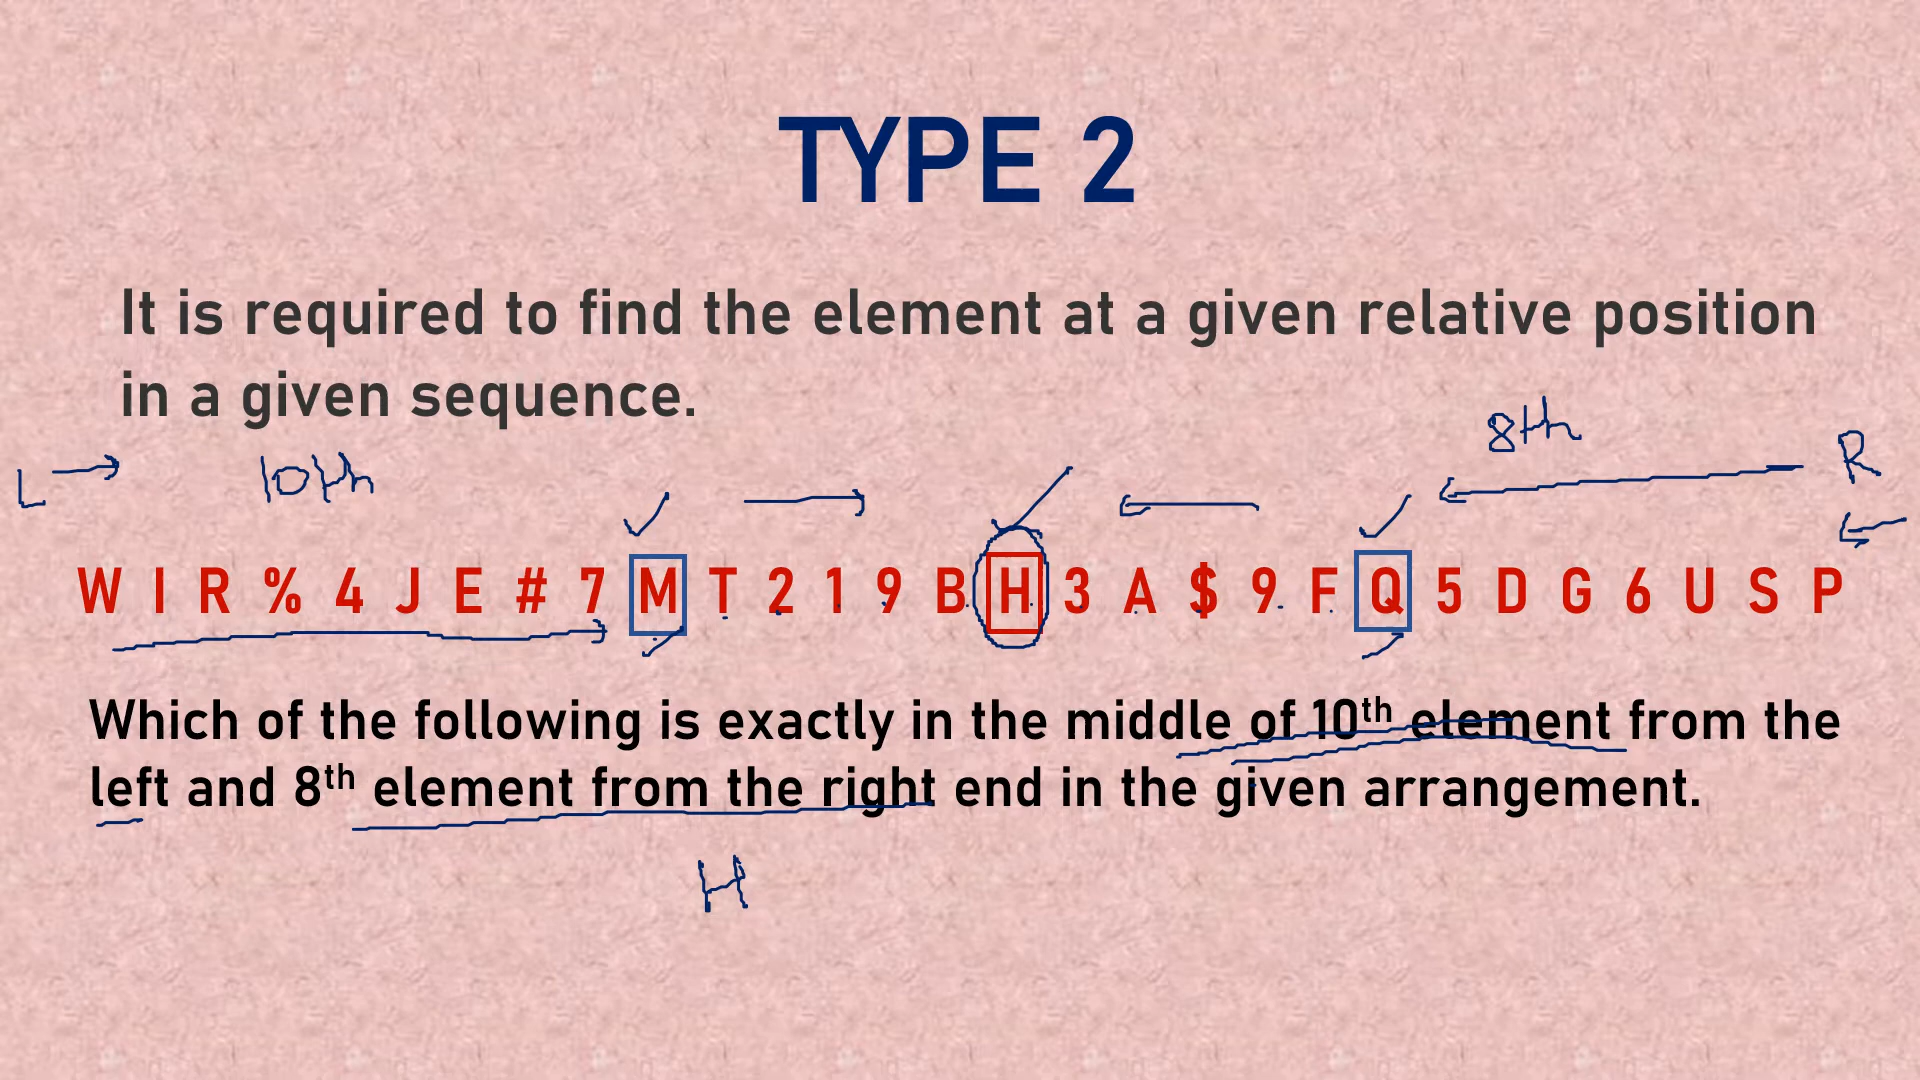 TYPE 2
It is required to find the element at a given relative position
in a given sequence.
8th
L 10th R
W I R % 4 J E # 7 M T 2 1 9 B H 3 A $ 9 F Q 5 D G 6 U S P
Which of the following is exactly in the middle of 10th element from the
left and 8th element from the right end in the given arrangement.
H